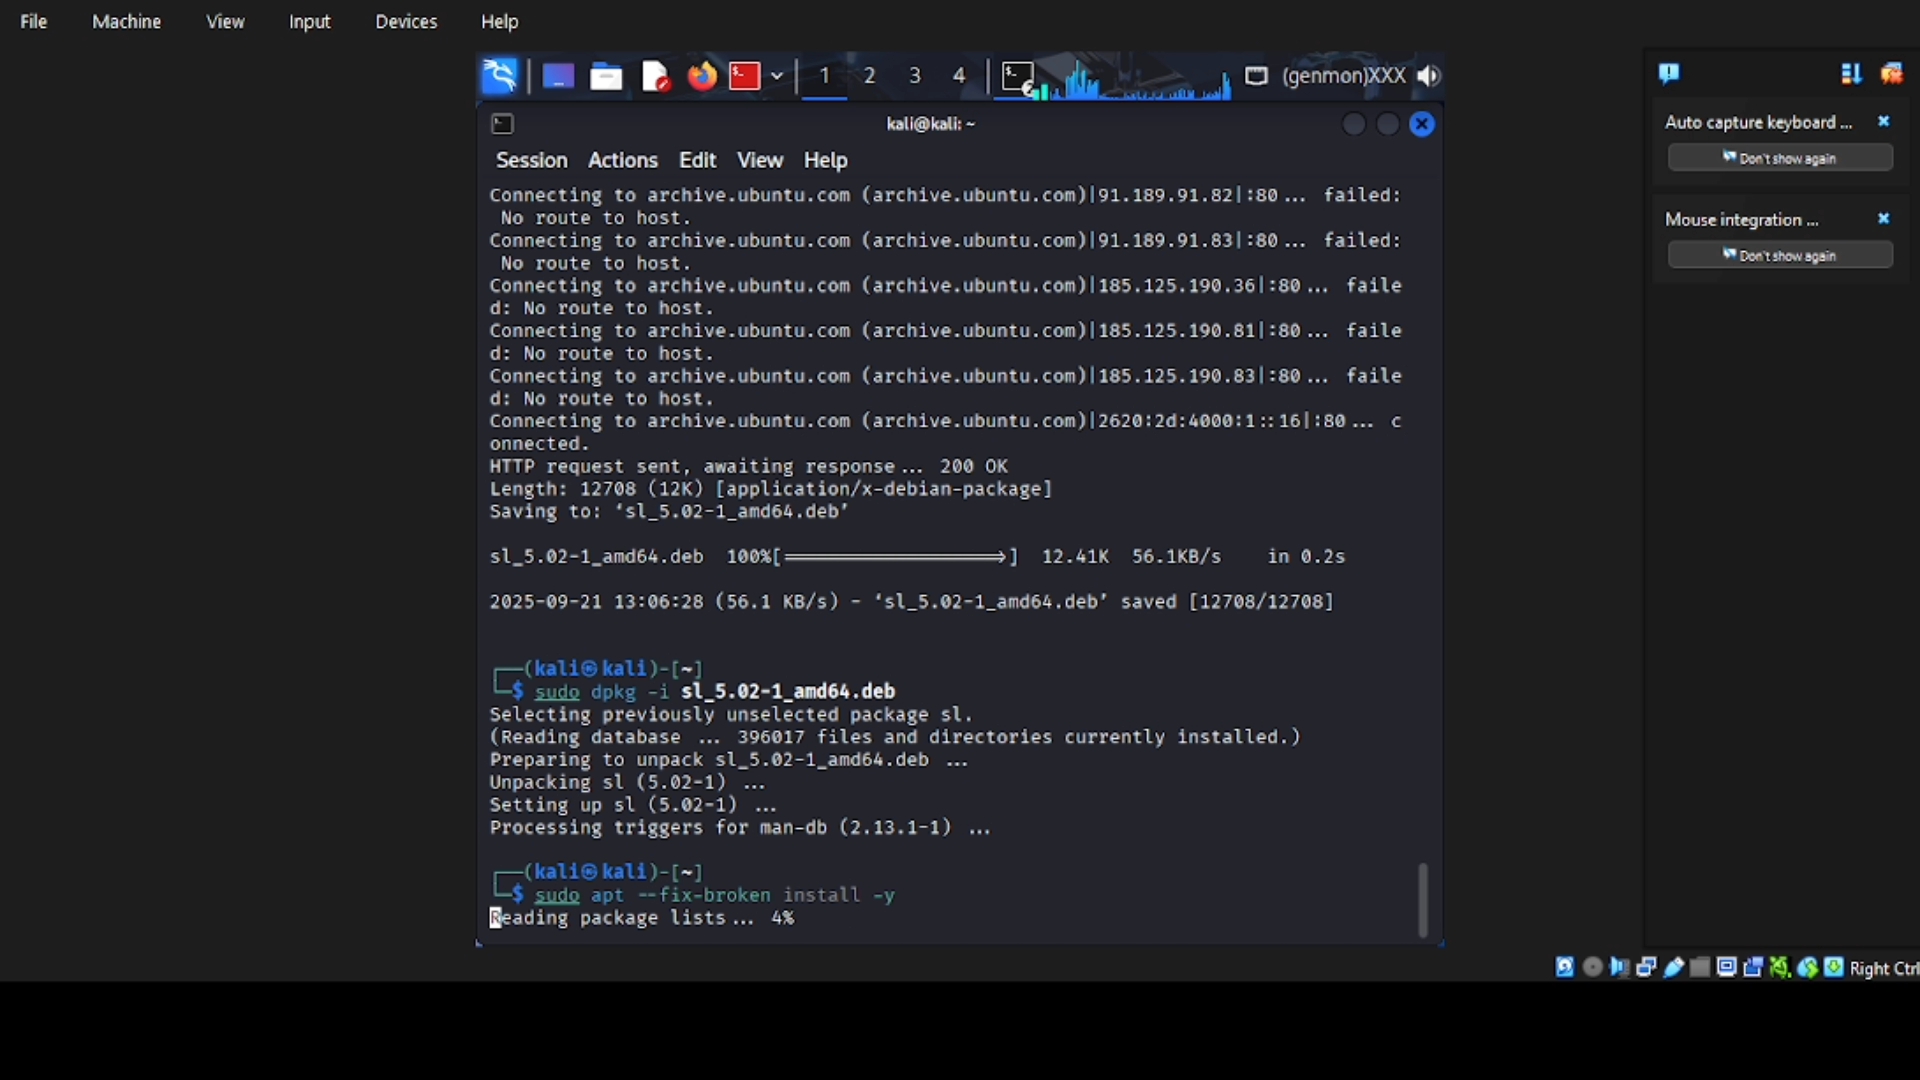 File Machine View Input Devices Help
1 2 3 4 (genmon)XXX
kali@kali: ~
Session Actions Edit View Help
Connecting to archive.ubuntu.com (archive.ubuntu.com)|91.189.91.82|:80... failed:
No route to host.
Connecting to archive.ubuntu.com (archive.ubuntu.com)|91.189.91.83|:80... failed:
No route to host.
Connecting to archive.ubuntu.com (archive.ubuntu.com)|185.125.190.36|:80... faile
d: No route to host.
Connecting to archive.ubuntu.com (archive.ubuntu.com)|185.125.190.81|:80... faile
d: No route to host.
Connecting to archive.ubuntu.com (archive.ubuntu.com)|185.125.190.83|:80... faile
d: No route to host.
Connecting to archive.ubuntu.com (archive.ubuntu.com)|2620:2d:4000:1::16|:80... c
onnected.
HTTP request sent, awaiting response... 200 OK
Length: 12708 (12K) [application/x-debian-package]
Saving to: ‘sl_5.02-1_amd64.deb’
sl_5.02-1_amd64.deb 100%[===================>] 12.41K 56.1KB/s in 0.2s
2025-09-21 13:06:28 (56.1 KB/s) - ‘sl_5.02-1_amd64.deb’ saved [12708/12708]
┌──(kali㉿kali)-[~]
└─$ sudo dpkg -i sl_5.02-1_amd64.deb
Selecting previously unselected package sl.
(Reading database ... 396017 files and directories currently installed.)
Preparing to unpack sl_5.02-1_amd64.deb ...
Unpacking sl (5.02-1) ...
Setting up sl (5.02-1) ...
Processing triggers for man-db (2.13.1-1) ...
┌──(kali㉿kali)-[~]
└─$ sudo apt --fix-broken install -y
Reading package lists... 4%
Auto capture keyboard ...
Don't show again
Mouse integration ...
Don't show again
Right Ctrl